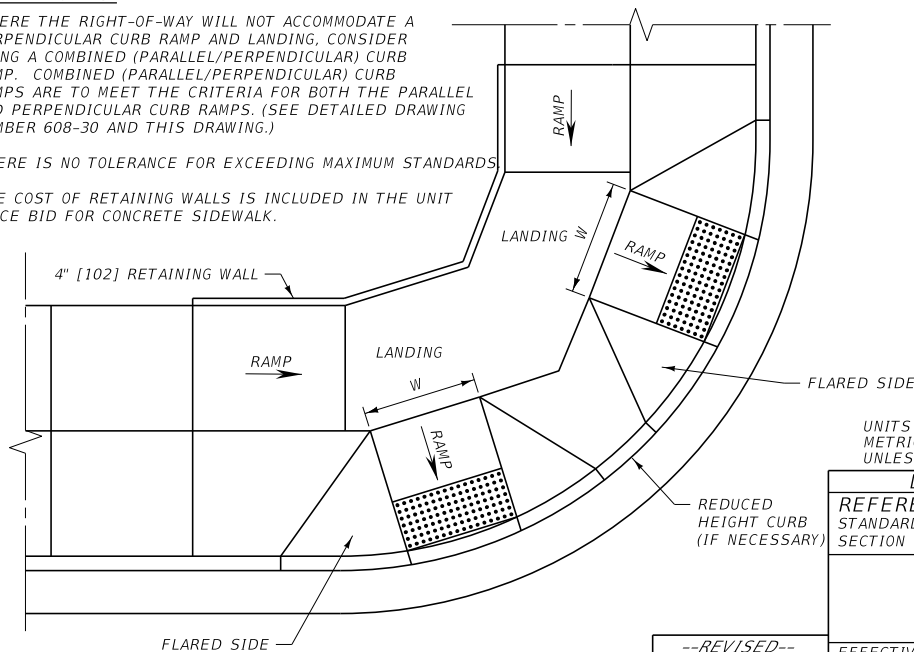 ERE THE RIGHT-OF-WAY WILL NOT ACCOMMODATE A
RPENDICULAR CURB RAMP AND LANDING, CONSIDER
NG A COMBINED (PARALLEL/PERPENDICULAR) CURB
MP. COMBINED (PARALLEL/PERPENDICULAR) CURB
MPS ARE TO MEET THE CRITERIA FOR BOTH THE PARALLEL
D PERPENDICULAR CURB RAMPS. (SEE DETAILED DRAWING
MBER 608-30 AND THIS DRAWING.)
ERE IS NO TOLERANCE FOR EXCEEDING MAXIMUM STANDARDS.
E COST OF RETAINING WALLS IS INCLUDED IN THE UNIT
ICE BID FOR CONCRETE SIDEWALK.
RAMP
LANDING
W
RAMP
4" [102] RETAINING WALL
RAMP
LANDING
W
RAMP
FLARED SIDE
UNITS
METRIC
UNLES
REDUCED
HEIGHT CURB
(IF NECESSARY)
REFERE
STANDARD
SECTION
FLARED SIDE
--REVISED--
EFFECTIV